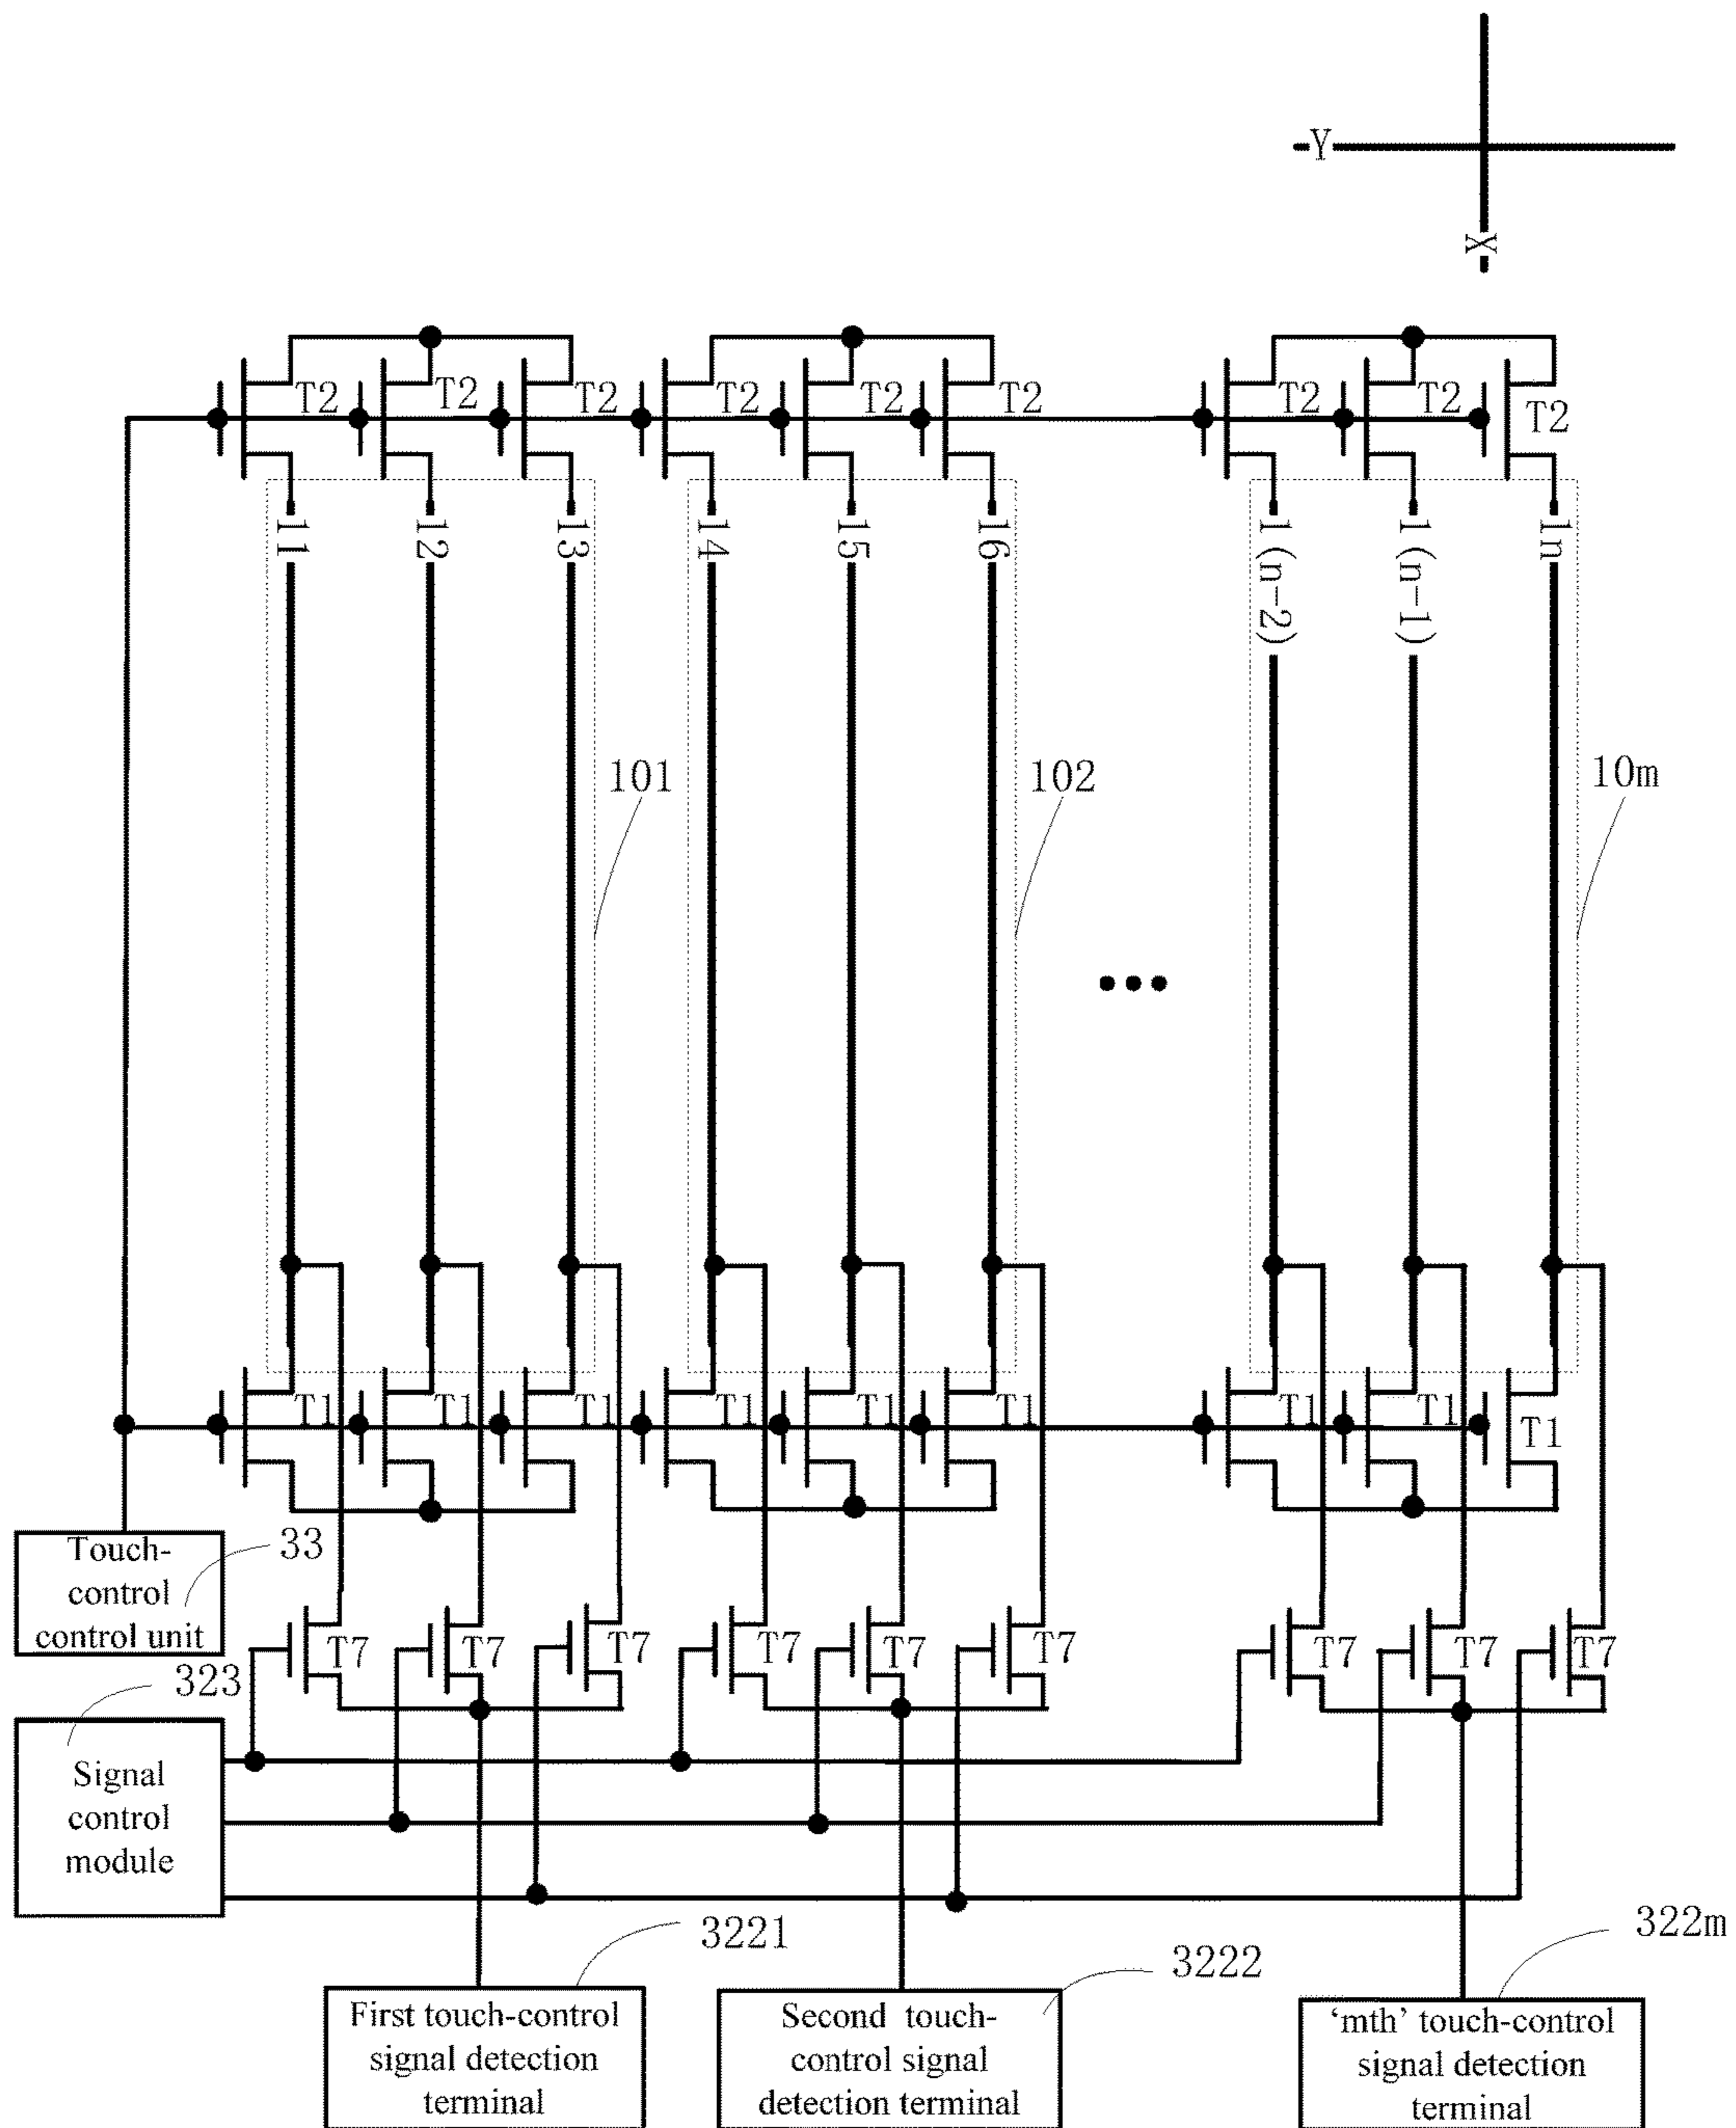 Y
X
T2 T2 T2 T2 T2 T2 T2 T2 T2
11 12 13 14 15 16 1(n-2) 1(n-1) 1n
101 102 10m
T1 T1 T1 T1 T1 T1 T1 T1 T1
Touch-
control
control unit
33
T7 T7 T7 T7 T7 T7 T7 T7 T7
323
Signal
control
module
3221
3222
322m
First touch-control
signal detection
terminal
Second touch-
control signal
detection terminal
‘mth’ touch-control
signal detection
terminal